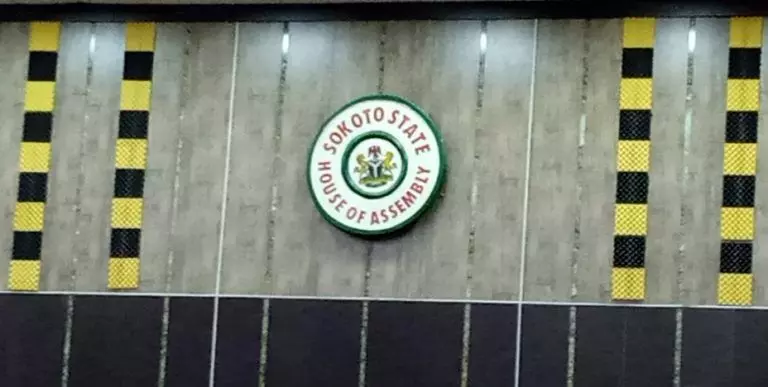 SOKOTO STATE
HOUSE OF ASSEMBLY